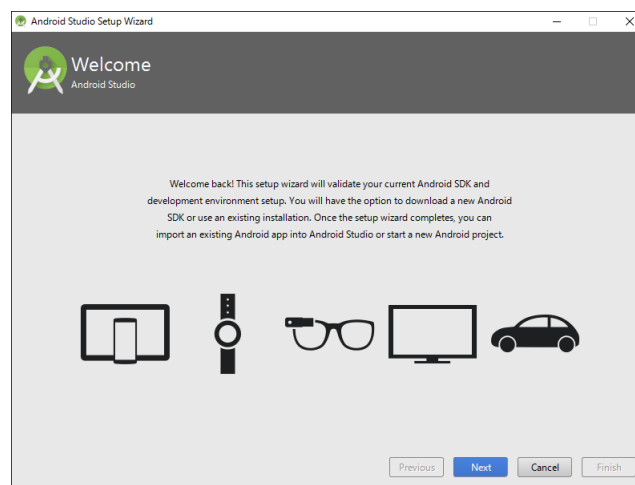 Android Studio Setup Wizard
Welcome
Android Studio
Welcome back! This setup wizard will validate your current Android SDK and
development environment setup. You will have the option to download a new Android
SDK or use an existing installation. Once the setup wizard completes, you can
import an existing Android app into Android Studio or start a new Android project.
Previous Next Cancel Finish